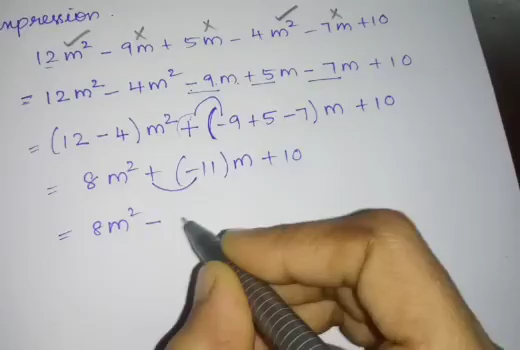 expression.
12m² - 9m + 5m - 4m² - 7m + 10
= 12m² - 4m² - 9m + 5m - 7m + 10
= (12 - 4)m² + (-9 + 5 - 7)m + 10
= 8m² + (-11)m + 10
= 8m² -